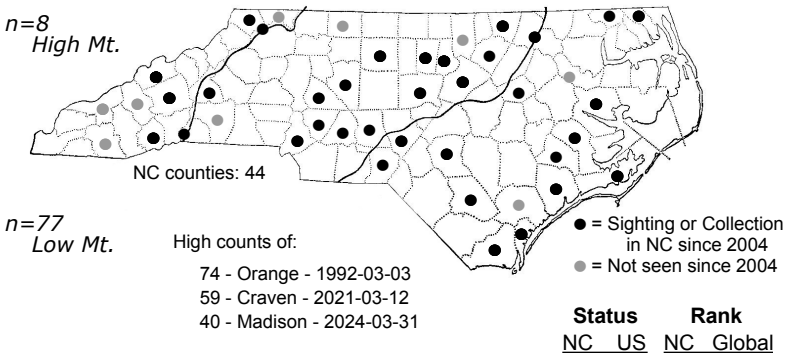 n=8
High Mt.
NC counties: 44
n=77
Low Mt.
High counts of:
74 - Orange - 1992-03-03
59 - Craven - 2021-03-12
40 - Madison - 2024-03-31
= Sighting or Collection
in NC since 2004
= Not seen since 2004
Status Rank
NC US NC Global